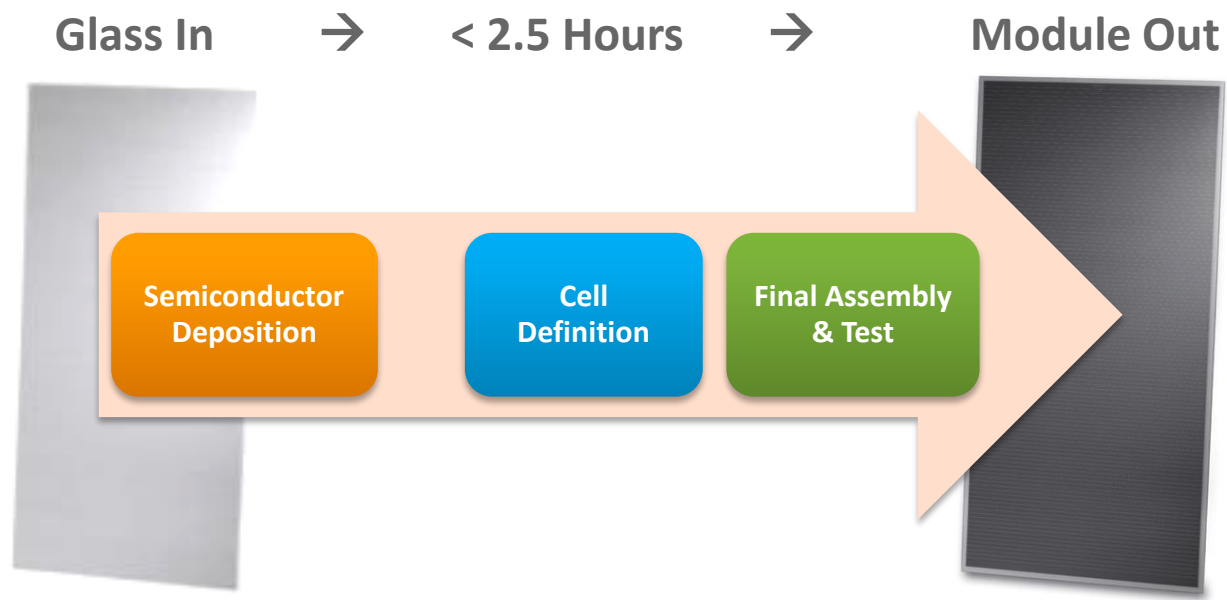 Glass In → < 2.5 Hours → Module Out
Semiconductor
Deposition
Cell
Definition
Final Assembly
& Test